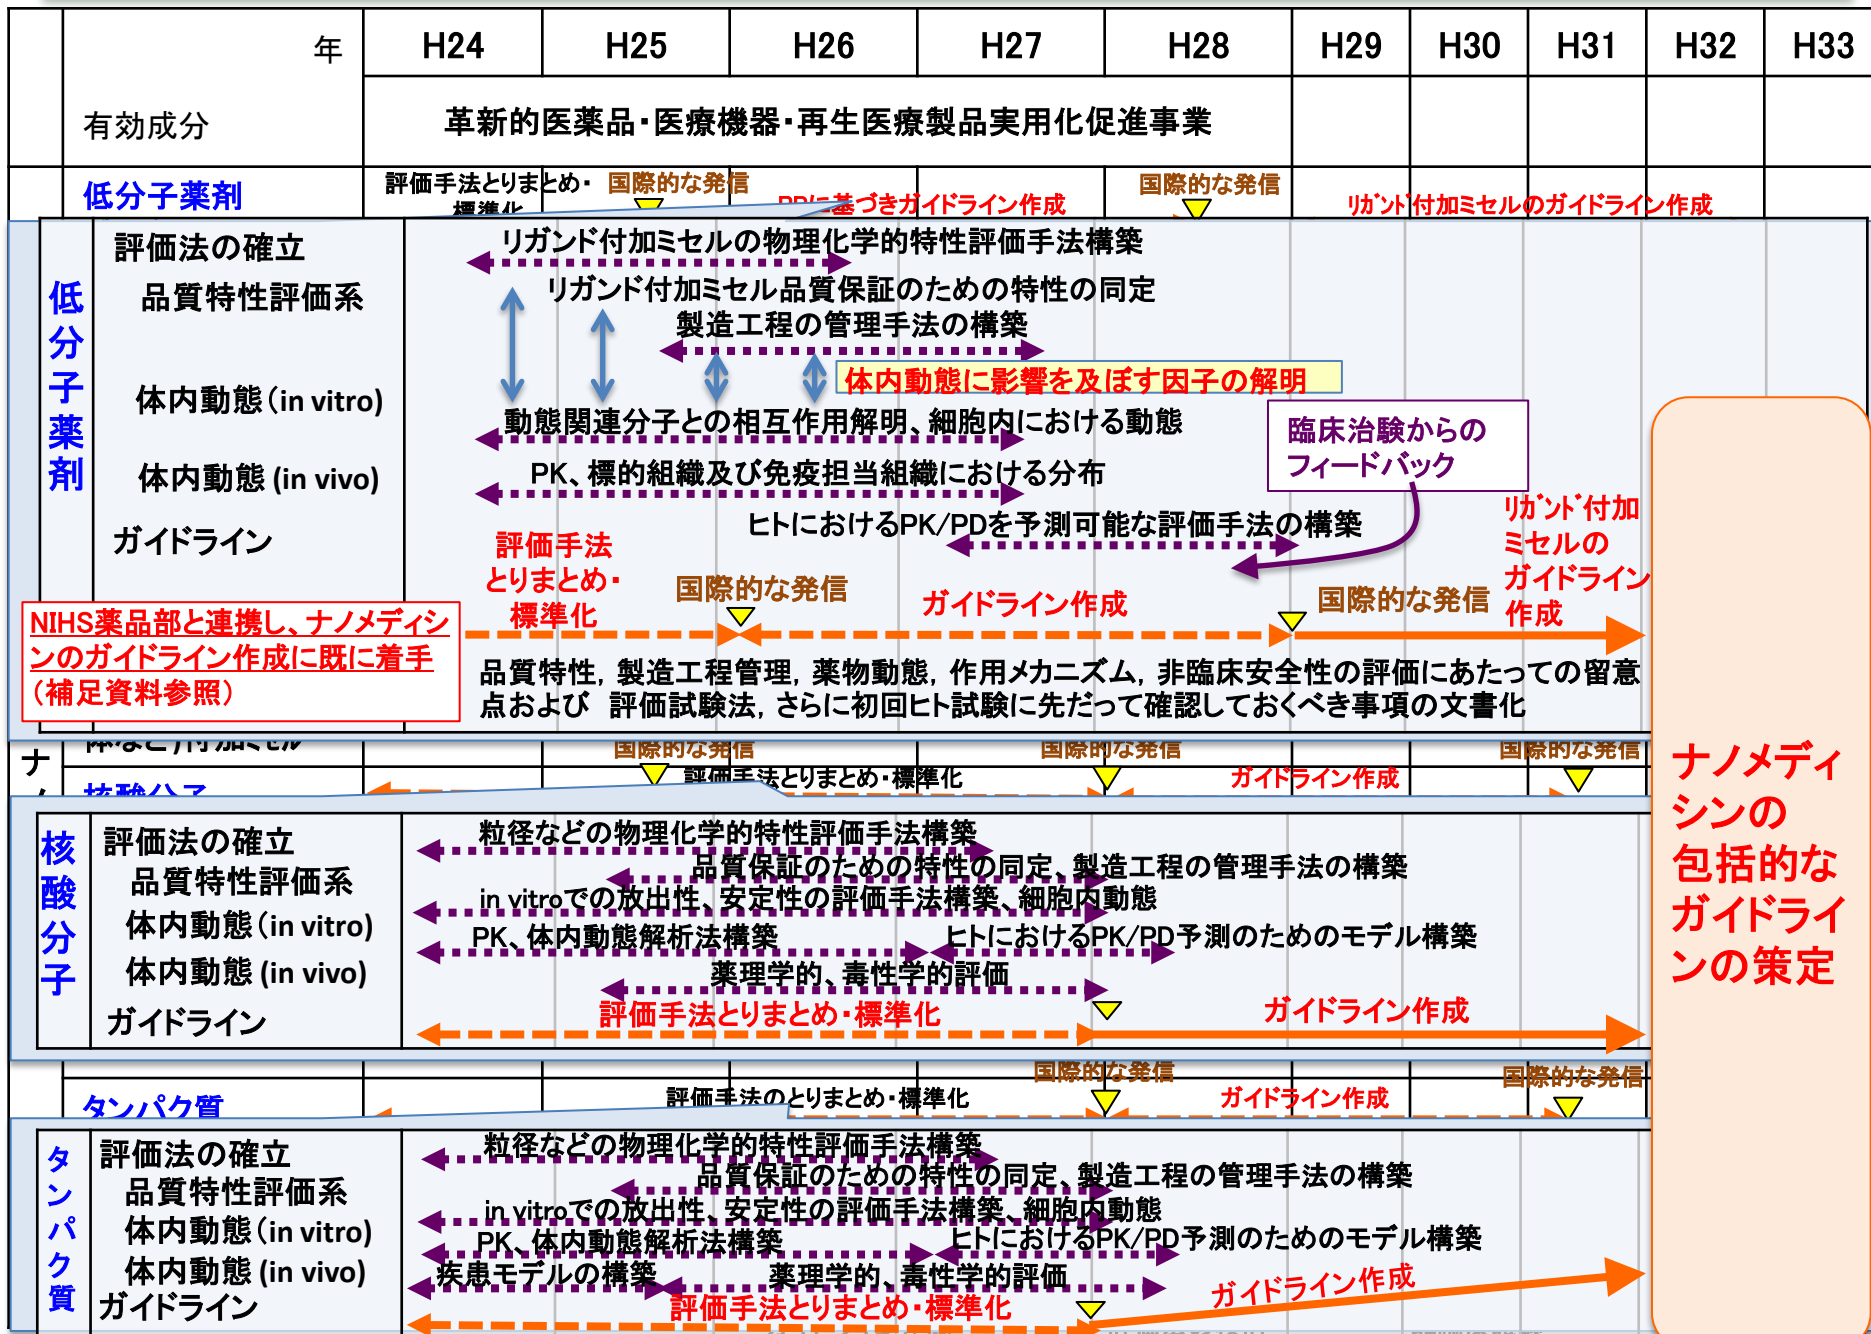 年 H24 H25 H26 H27 H28 H29 H30 H31 H32 H33
有効成分 革新的医薬品・医療機器・再生医療製品実用化促進事業
低分子薬剤
評価手法とりまとめ・
標準化
国際的な発信
に基づきガイドライン作成
国際的な発信
リガンド付加ミセルのガイドライン作成
低分子薬剤
評価法の確立
リガンド付加ミセルの物理化学的特性評価手法構築
品質特性評価系
リガンド付加ミセル品質保証のための特性の同定
製造工程の管理手法の構築
体内動態に影響を及ぼす因子の解明
体内動態(in vitro)
動態関連分子との相互作用解明、細胞内における動態
臨床治験からの
フィードバック
体内動態 (in vivo)
PK、標的組織及び免疫担当組織における分布
ヒトにおけるPK/PDを予測可能な評価手法の構築
ガイドライン
評価手法
とりまとめ・
標準化
国際的な発信
ガイドライン作成
国際的な発信
リガンド付加
ミセルの
ガイドライン
作成
NIHS薬品部と連携し、ナノメディシ
ンのガイドライン作成に既に着手
(補足資料参照)
品質特性, 製造工程管理, 薬物動態, 作用メカニズム, 非臨床安全性の評価にあたっての留意
点および 評価試験法, さらに初回ヒト試験に先だって確認しておくべき事項の文書化
ナ
体など)付加ミセル
国際的な発信
国際的な発信
国際的な発信
核酸分子
評価手法とりまとめ・標準化
ガイドライン作成
核酸分子
評価法の確立
粒径などの物理化学的特性評価手法構築
品質特性評価系
品質保証のための特性の同定、製造工程の管理手法の構築
体内動態(in vitro)
in vitroでの放出性、安定性の評価手法構築、細胞内動態
体内動態 (in vivo)
PK、体内動態解析法構築
ヒトにおけるPK/PD予測のためのモデル構築
薬理学的、毒性学的評価
ガイドライン
評価手法とりまとめ・標準化
ガイドライン作成
国際的な発信
国際的な発信
タンパク質
評価手法のとりまとめ・標準化
ガイドライン作成
タンパク質
評価法の確立
粒径などの物理化学的特性評価手法構築
品質特性評価系
品質保証のための特性の同定、製造工程の管理手法の構築
体内動態(in vitro)
in vitroでの放出性、安定性の評価手法構築、細胞内動態
体内動態 (in vivo)
PK、体内動態解析法構築
ヒトにおけるPK/PD予測のためのモデル構築
疾患モデルの構築
薬理学的、毒性学的評価
ガイドライン
評価手法とりまとめ・標準化
ガイドライン作成
ナノメディ
シンの
包括的な
ガイドライ
ンの策定